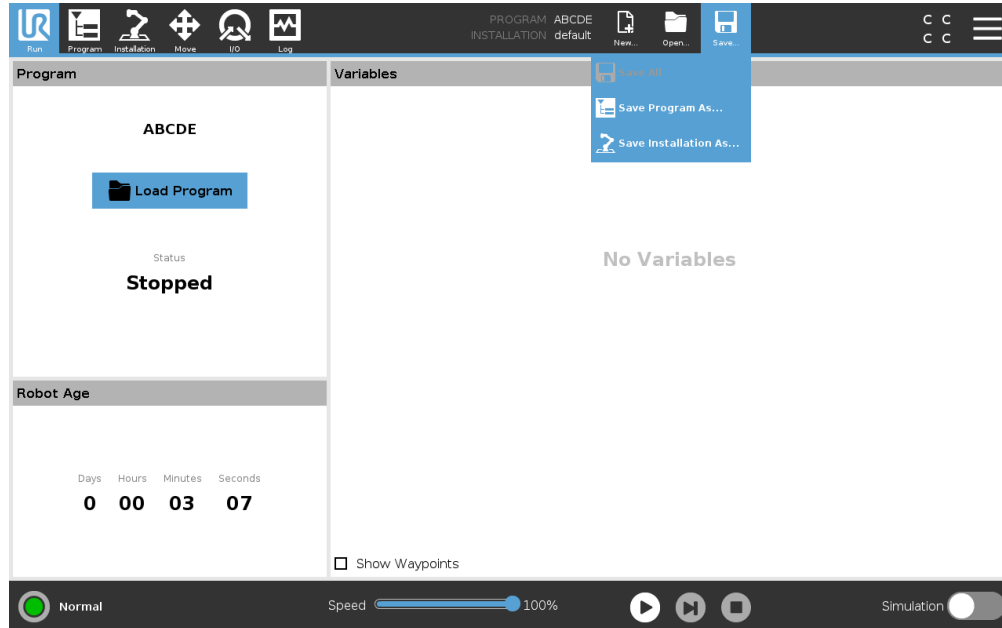 PROGRAM ABCDE
INSTALLATION default
UR
Run
Program
Installation
Move
I/O
Log
New...
Open...
Save...
C C
C C
Save All
Save Program As...
Save Installation As...
Program
Variables
ABCDE
Load Program
Status
Stopped
No Variables
Robot Age
Days Hours Minutes Seconds
0 00 03 07
Show Waypoints
Normal
Speed 100%
Simulation